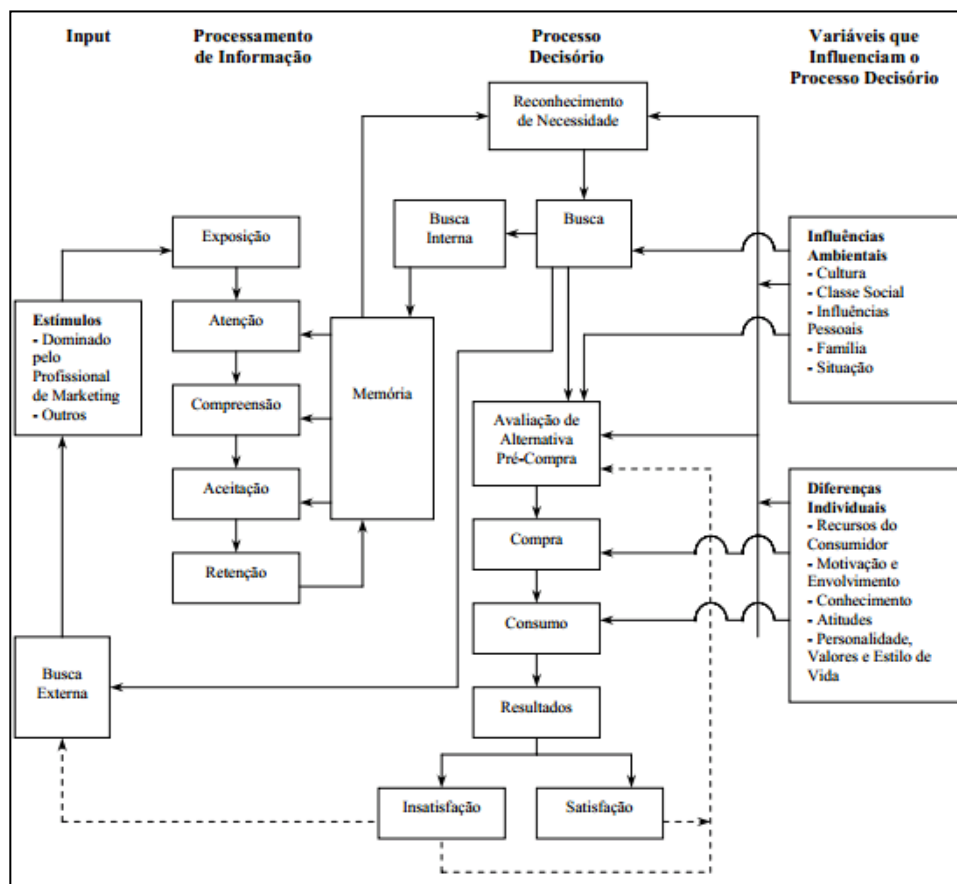 Input
Processamento
de Informação
Processo
Decisório
Variáveis que
Influenciam o
Processo Decisório
Reconhecimento
de Necessidade
Busca
Interna
Busca
Exposição
Influências
Ambientais
- Cultura
- Classe Social
- Influências
Pessoais
- Família
- Situação
Estímulos
- Dominado
pelo
Profissional
de Marketing
- Outros
Atenção
Memória
Compreensão
Avaliação de
Alternativa
Pré-Compra
Aceitação
Diferenças
Individuais
- Recursos do
Consumidor
- Motivação e
Envolvimento
- Conhecimento
- Atitudes
- Personalidade,
Valores e Estilo de
Vida
Compra
Retenção
Consumo
Busca
Externa
Resultados
Insatisfação
Satisfação